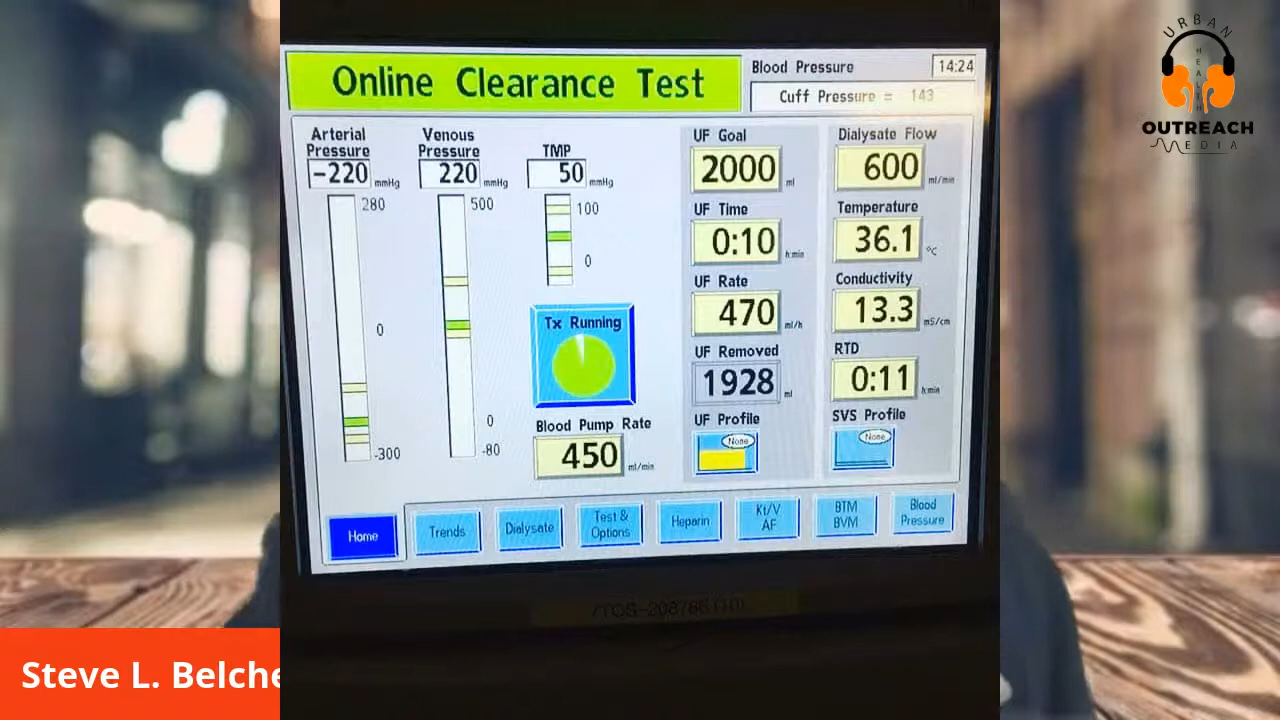 Online Clearance Test
Blood Pressure
14:24
Cuff Pressure = 143
Arterial Pressure
-220 mmHg
280
0
-300
Venous Pressure
220 mmHg
500
0
-80
TMP
50 mmHg
100
0
Tx Running
Blood Pump Rate
450 ml/min
UF Goal
2000 ml
UF Time
0:10 h:min
UF Rate
470 ml/h
UF Removed
1928 ml
UF Profile
None
Dialysate Flow
600 ml/min
Temperature
36.1 °C
Conductivity
13.3 mS/cm
RTD
0:11 h:min
SVS Profile
None
Home
Trends
Dialysate
Test & Options
Heparin
Kt/V AF
BTM BVM
Blood Pressure
URBAN
HEALTH
OUTREACH
MEDIA
Steve L. Belche